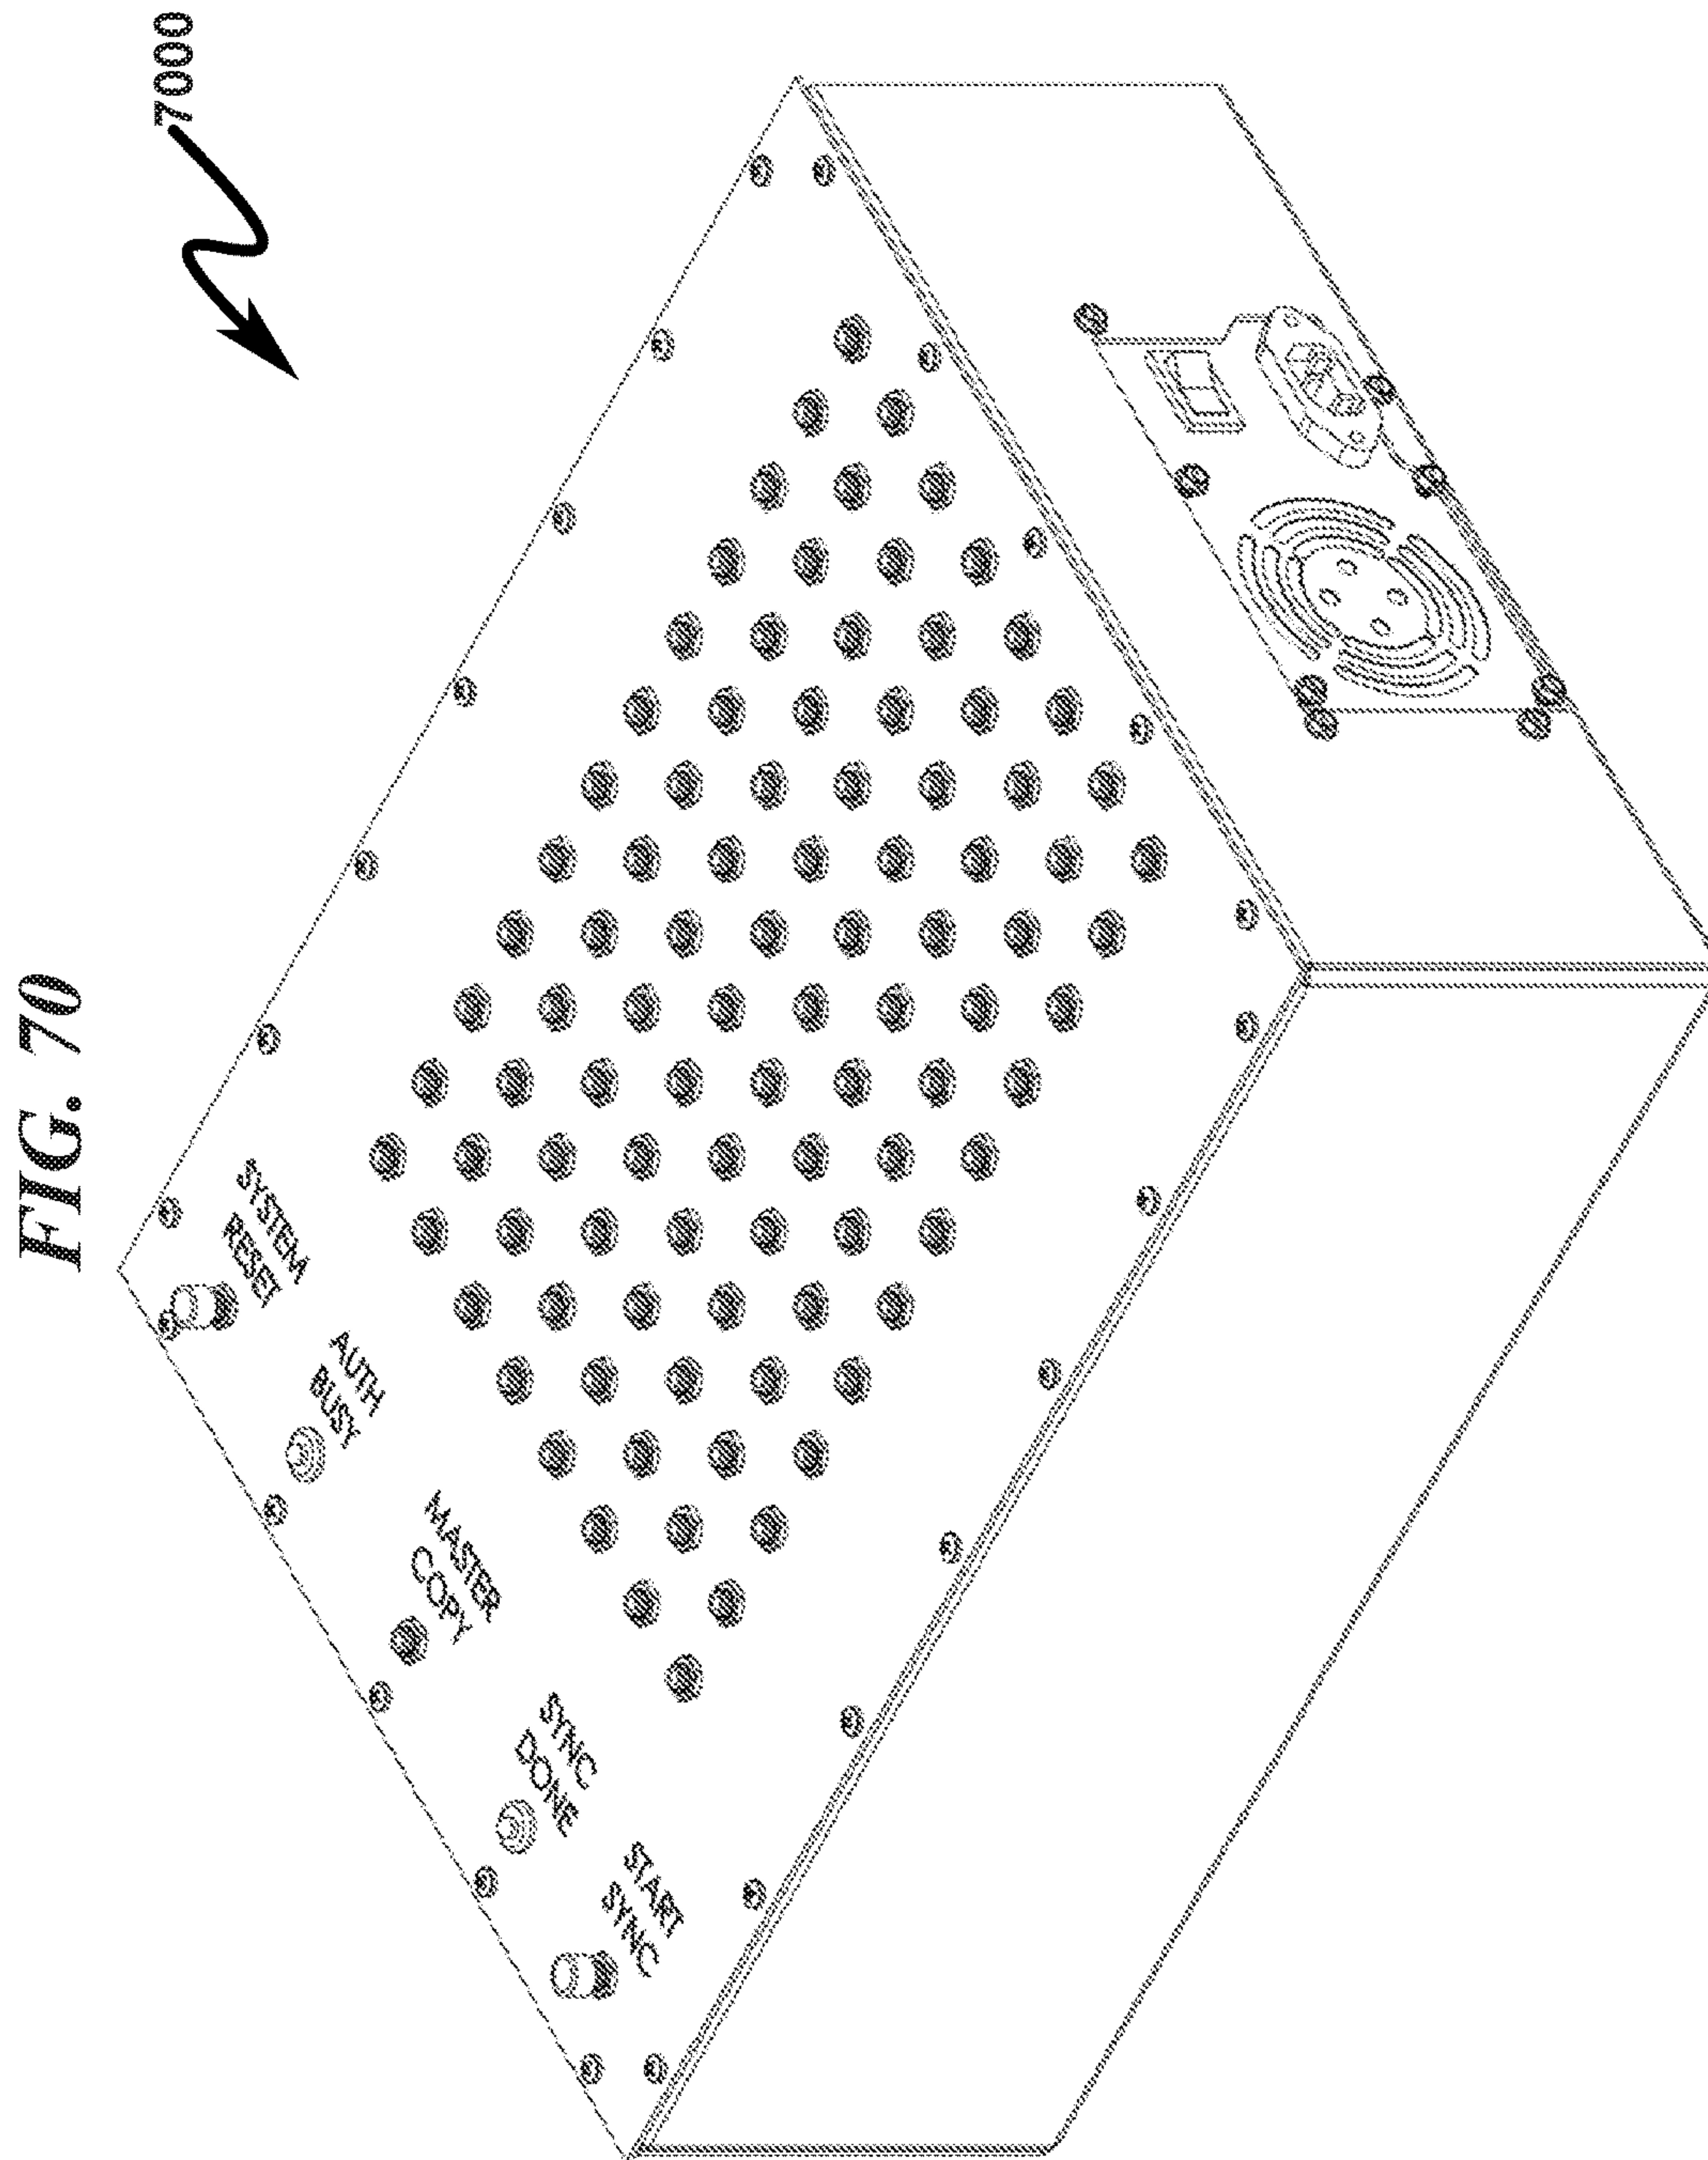 FIG. 70
7000
SYSTEM
RESET
AUTH
BUSY
MASTER
COPY
SYNC
DONE
START
SYNC